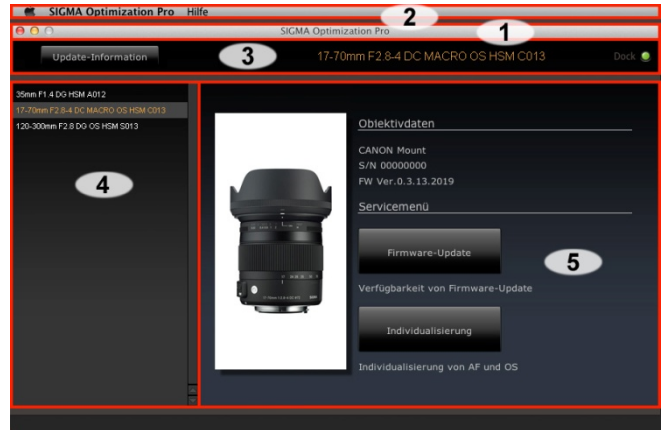 SIGMA Optimization Pro Hilfe
2
SIGMA Optimization Pro
1
Update-Information
3
17-70mm F2.8-4 DC MACRO OS HSM C013
Dock
35mm F1.4 DG HSM A012
17-70mm F2.8-4 DC MACRO OS HSM C013
120-300mm F2.8 DG OS HSM S013
4
Objektivdaten
CANON Mount
S/N 00000000
FW Ver.0.3.13.2019
Servicemenü
Firmware-Update
5
Verfügbarkeit von Firmware-Update
Individualisierung
Individualisierung von AF und OS